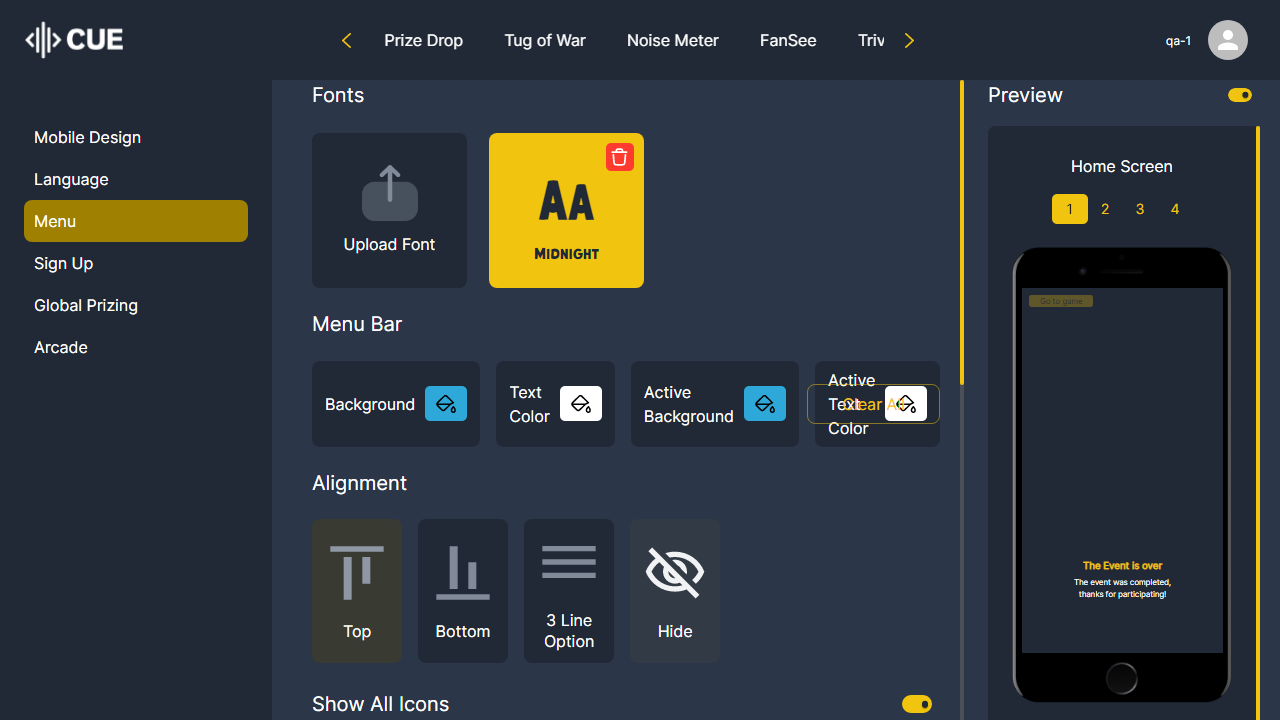 CUE
Prize Drop
Tug of War
Noise Meter
FanSee
Triv
qa-1
Mobile Design
Language
Menu
Sign Up
Global Prizing
Arcade
Fonts
Upload Font
AA
MIDNIGHT
Menu Bar
Background
Text
Color
Active
Background
Active
Text
Color
Clear All
Alignment
Top
Bottom
3 Line
Option
Hide
Show All Icons
Preview
Home Screen
1 2 3 4
Go to game
The Event is over
The event was completed,
thanks for participating!